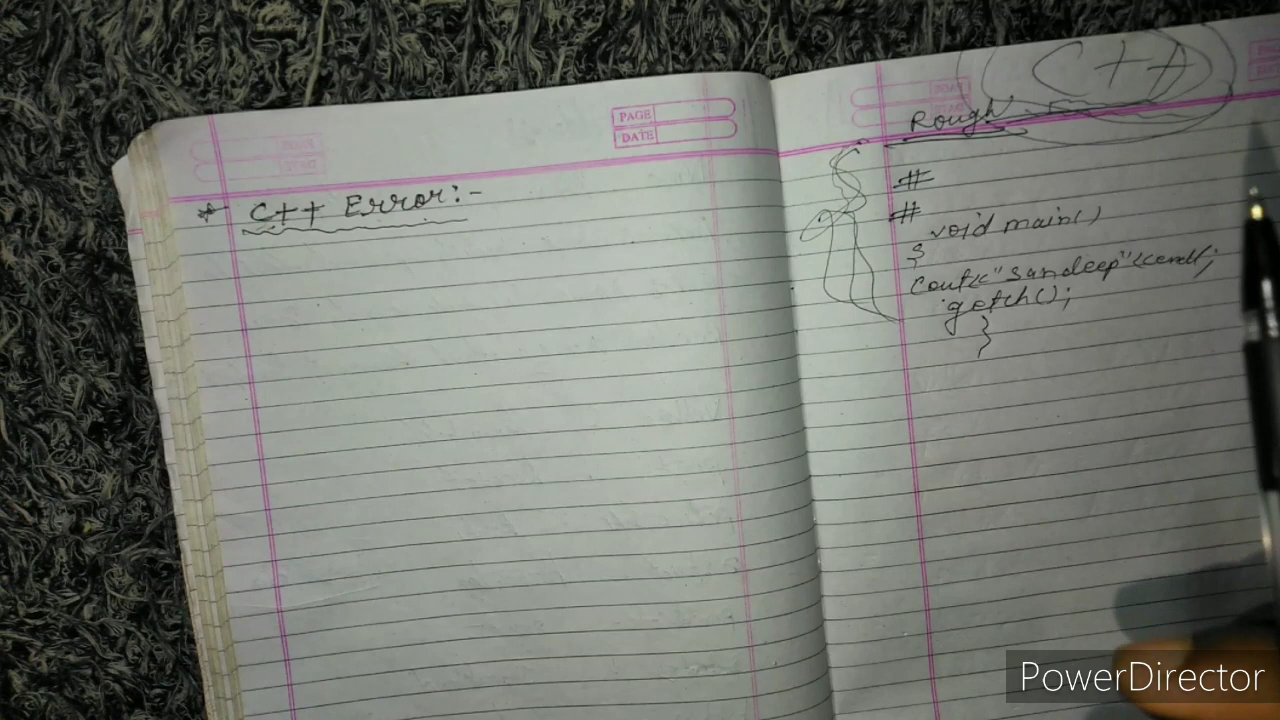 PAGE
DATE
* C++ Error:-
C++
Rough
#
#
void main()
{
cout<<"Sandeep"<<endl;
getch();
}
PowerDirector